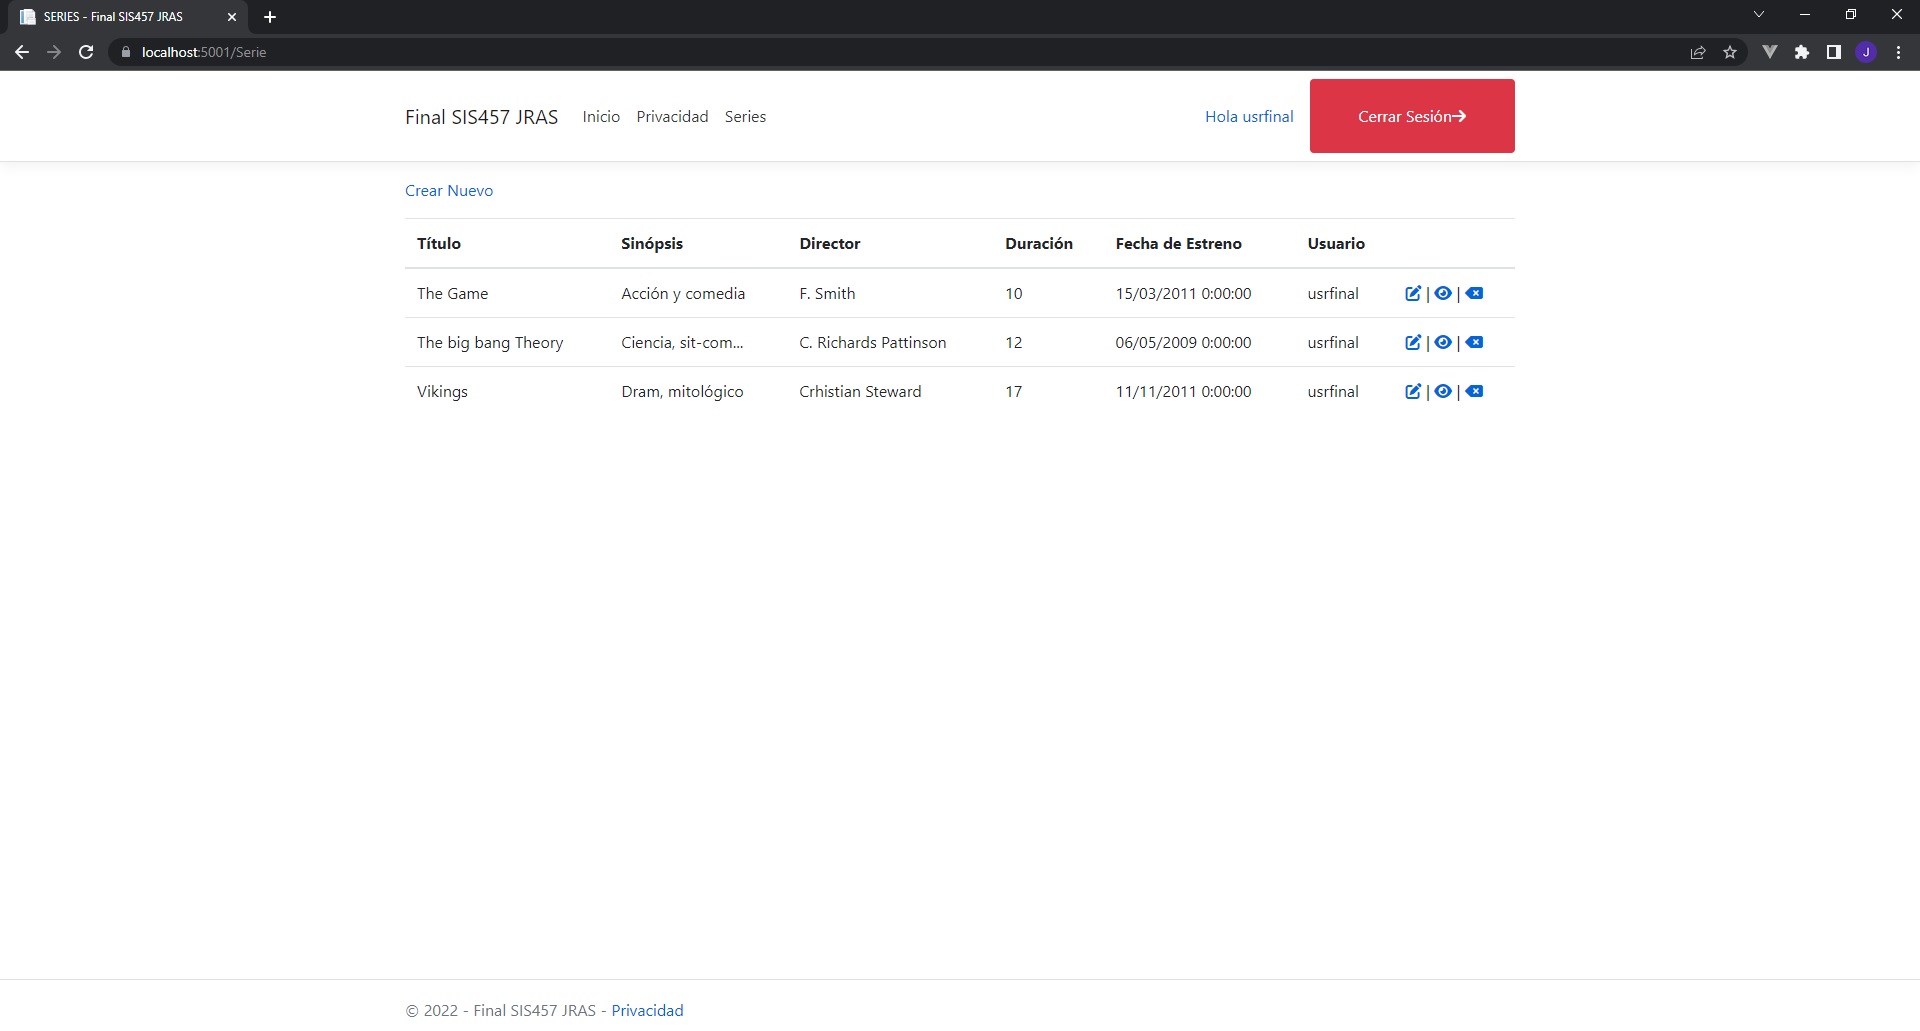 SERIES - Final SIS457 JRAS
localhost:5001/Serie
J
Final SIS457 JRAS Inicio Privacidad Series Hola usrfinal Cerrar Sesión
Crear Nuevo
Título Sinópsis Director Duración Fecha de Estreno Usuario
The Game Acción y comedia F. Smith 10 15/03/2011 0:00:00 usrfinal | |
The big bang Theory Ciencia, sit-com... C. Richards Pattinson 12 06/05/2009 0:00:00 usrfinal | |
Vikings Dram, mitológico Crhistian Steward 17 11/11/2011 0:00:00 usrfinal | |
© 2022 - Final SIS457 JRAS - Privacidad